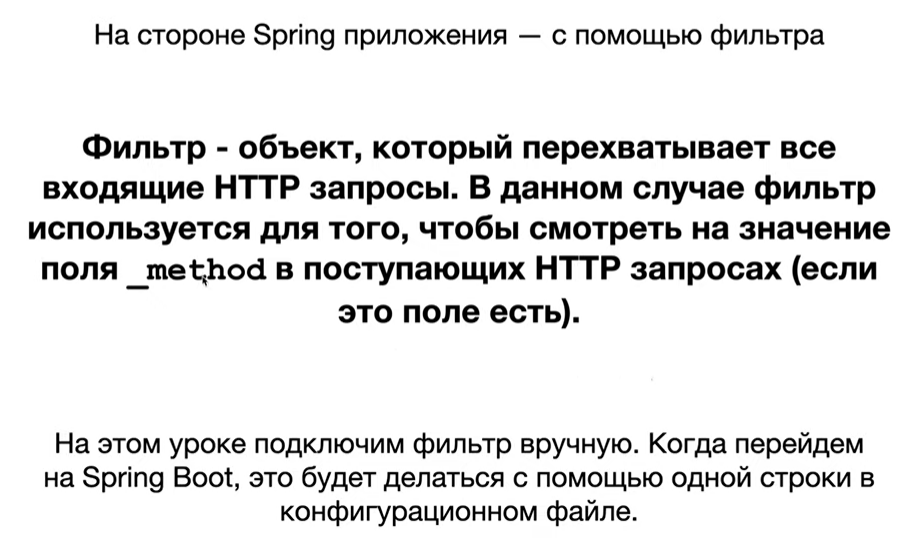 На стороне Spring приложения — с помощью фильтра
Фильтр - объект, который перехватывает все
входящие HTTP запросы. В данном случае фильтр
используется для того, чтобы смотреть на значение
поля _method в поступающих HTTP запросах (если
это поле есть).
На этом уроке подключим фильтр вручную. Когда перейдем
на Spring Boot, это будет делаться с помощью одной строки в
конфигурационном файле.